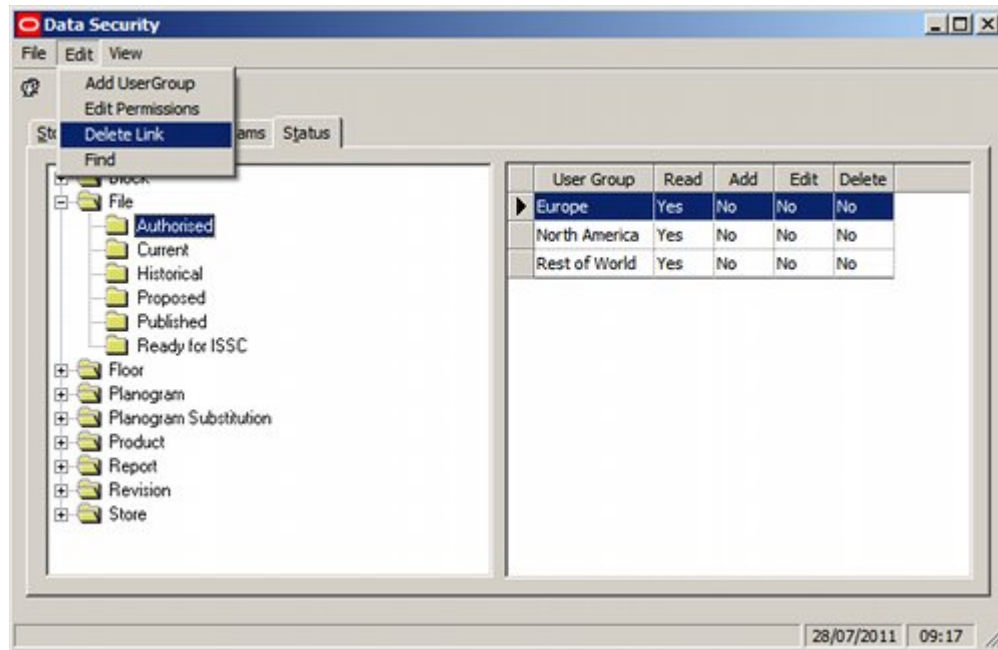 Data Security
File Edit View
Add UserGroup
Edit Permissions
Delete Link
Find
Status
File
Authorised
Current
Historical
Proposed
Published
Ready for ISSC
Floor
Planogram
Planogram Substitution
Product
Report
Revision
Store
User Group Read Add Edit Delete
Europe Yes No No No
North America Yes No No No
Rest of World Yes No No No
28/07/2011 09:17